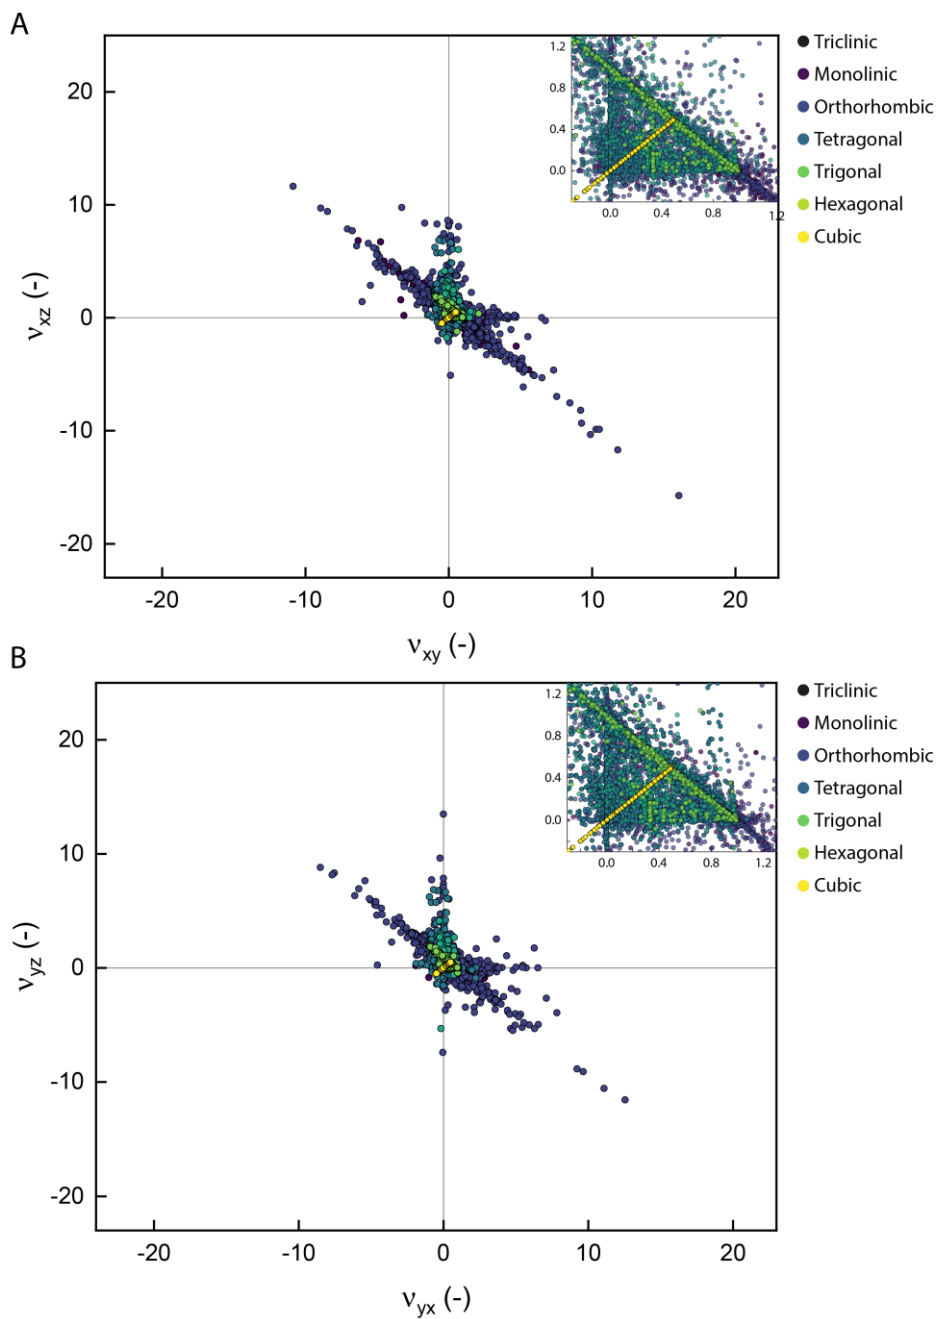 A
20
10
0
-10
-20
-20
-10
0
10
20
νxz (-)
νxy (-)
1.2
0.8
0.4
0.0
0.0
0.4
0.8
1.2
Triclinic
Monolinic
Orthorhombic
Tetragonal
Trigonal
Hexagonal
Cubic
B
20
10
0
-10
-20
-20
-10
0
10
20
νyz (-)
νyx (-)
1.2
0.8
0.4
0.0
0.0
0.4
0.8
1.2
Triclinic
Monolinic
Orthorhombic
Tetragonal
Trigonal
Hexagonal
Cubic